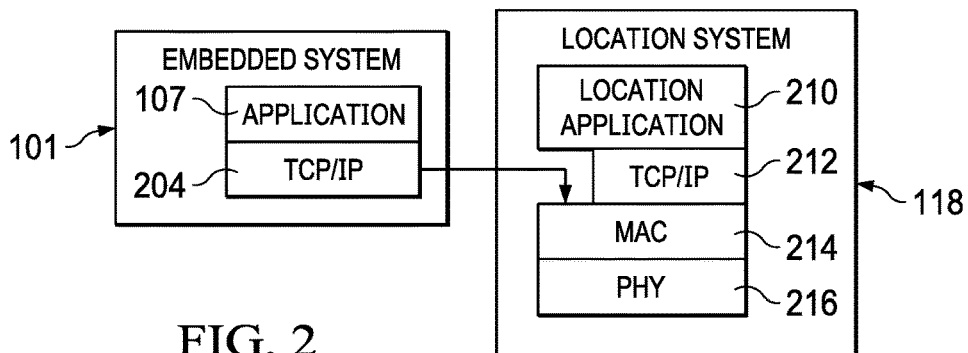 EMBEDDED SYSTEM
107
APPLICATION
101
204
TCP/IP
LOCATION SYSTEM
LOCATION
APPLICATION
210
TCP/IP
212
118
MAC
214
PHY
216
FIG. 2